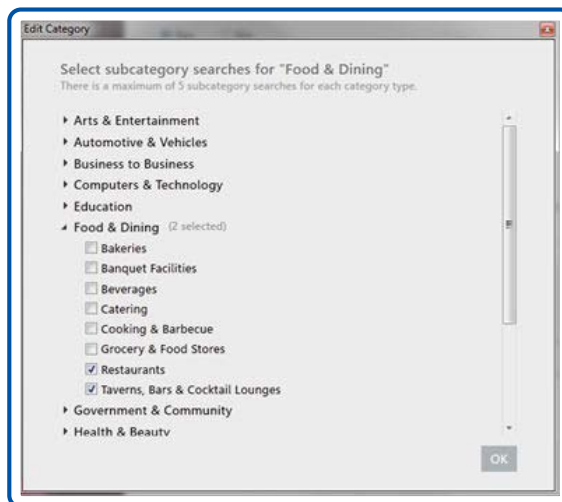 Edit Category
Select subcategory searches for "Food & Dining"
There is a maximum of 5 subcategory searches for each category type.
Arts & Entertainment
Automotive & Vehicles
Business to Business
Computers & Technology
Education
Food & Dining (2 selected)
Bakeries
Banquet Facilities
Beverages
Catering
Cooking & Barbecue
Grocery & Food Stores
Restaurants
Taverns, Bars & Cocktail Lounges
Government & Community
Health & Beauty
OK